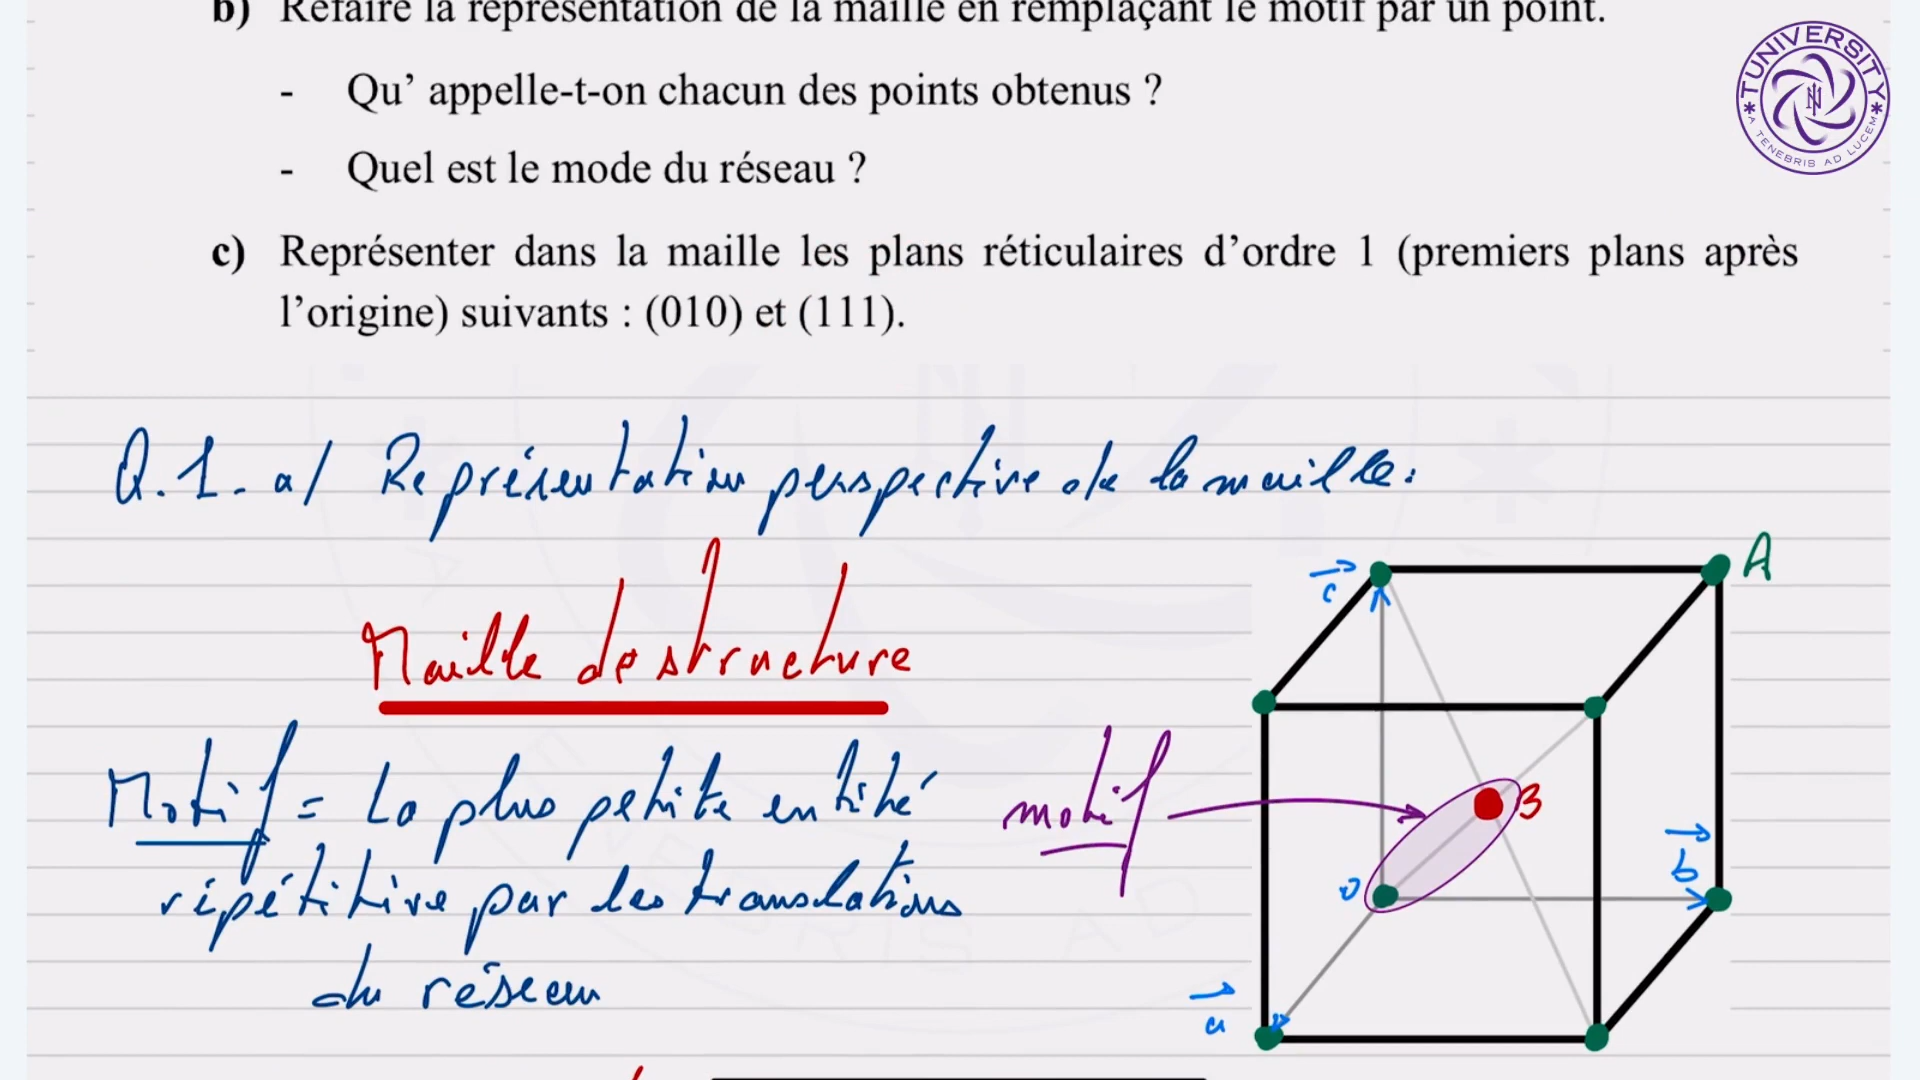 b) Refaire la représentation de la maille en remplaçant le motif par un point.
- Qu’ appelle-t-on chacun des points obtenus ?
- Quel est le mode du réseau ?
c) Représenter dans la maille les plans réticulaires d’ordre 1 (premiers plans après
l’origine) suivants : (010) et (111).
TUNIVERSITY
A TENEBRIS AD LUCEM
Q.1- a/ Représentation perspective de la maille:
Maille de structure
A
c
Motif = La plus petite entité
motif
B
répétitive par les translations
o
b
du réseau
a